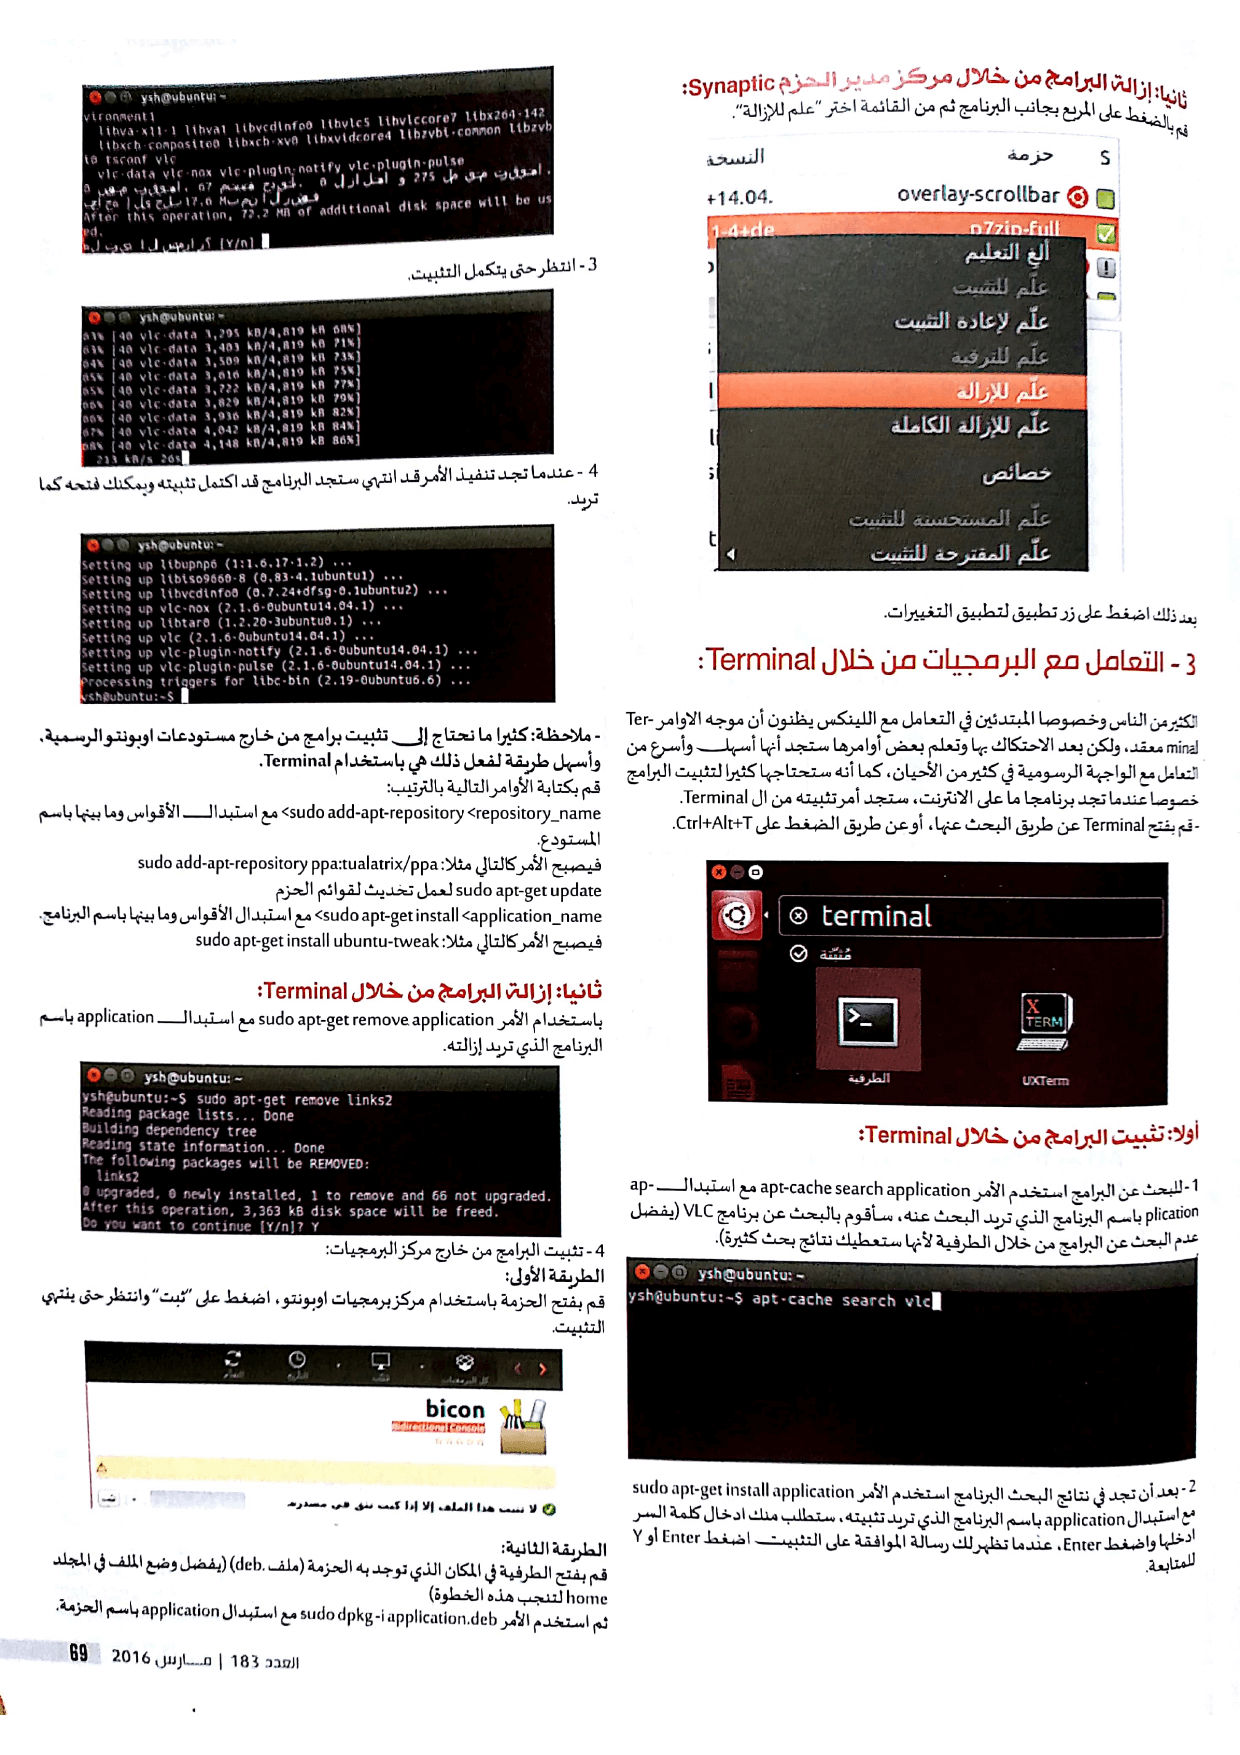 ثانيا: إزالة البرامج من خلال مركز مدير الحزم Synaptic:
قم بالضغط على المربع بجانب البرنامج ثم من القائمة اختر “علم للإزالة”.
S حزمة النسخة
overlay-scrollbar +14.04.
p7zip-full 1-4+de
ألغِ التعليم
علّم للتثبيت
علّم لإعادة التثبيت
علّم للترقية
علّم للإزالة
علّم للإزالة الكاملة
خصائص
علّم المستحسنة للتثبيت
علّم المقترحة للتثبيت
بعد ذلك اضغط على زر تطبيق لتطبيق التغييرات.
3 - التعامل مع البرمجيات من خلال Terminal:
الكثير من الناس وخصوصا المبتدئين في التعامل مع اللينكس يظنون أن موجه الاوامر Ter-
minal معقد، ولكن بعد الاحتكاك بها وتعلم بعض أوامرها ستجد أنها أسهل وأسرع من
التعامل مع الواجهة الرسومية في كثير من الأحيان، كما أنه ستحتاجها كثيرا لتثبيت البرامج
خصوصا عندما تجد برنامجا ما على الانترنت، ستجد أمر تثبيته من ال Terminal.
-قم بفتح Terminal عن طريق البحث عنها، أو عن طريق الضغط على Ctrl+Alt+T.
terminal
مُثبّتة
الطرفية UXTerm
X TERM
أولا: تثبيت البرامج من خلال Terminal:
1-للبحث عن البرامج استخدم الأمر apt-cache search application مع استبدال ap-
plication باسم البرنامج الذي تريد البحث عنه، سأقوم بالبحث عن برنامج VLC (يفضل
عدم البحث عن البرامج من خلال الطرفية لأنها ستعطيك نتائج بحث كثيرة).
ysh@ubuntu: ~
ysh@ubuntu:~$ apt-cache search vlc
2-بعد أن تجد في نتائج البحث البرنامج استخدم الأمر sudo apt-get install application
مع استبدال application باسم البرنامج الذي تريد تثبيته، ستطلب منك ادخال كلمة السر
ادخلها واضغط Enter، عندما تظهر لك رسالة الموافقة على التثبيت اضغط Enter أو Y
للمتابعة.
ysh@ubuntu: ~
vironment1
libva-x11-1 libva1 libvcdinfo0 libvlc5 libvlccore7 libx264-142
libxcb-composite0 libxcb-xv0 libxvidcore4 libzvbi-common libzvb
i0 rsconf vlc
vlc-data vlc-nox vlc-plugin-notify vlc-plugin-pulse
After this operation, 72.2 MB of additional disk space will be us
ed.
[Y/n]
3 - انتظر حتى يتكمل التثبيت.
ysh@ubuntu: ~
63% [40 vlc-data 3,295 kB/4,819 kB 68%]
63% [40 vlc-data 3,403 kB/4,819 kB 71%]
64% [40 vlc-data 3,509 kB/4,819 kB 73%]
65% [40 vlc-data 3,616 kB/4,819 kB 75%]
65% [40 vlc-data 3,722 kB/4,819 kB 77%]
66% [40 vlc-data 3,829 kB/4,819 kB 79%]
66% [40 vlc-data 3,936 kB/4,819 kB 82%]
67% [40 vlc-data 4,042 kB/4,819 kB 84%]
68% [40 vlc-data 4,148 kB/4,819 kB 86%]
213 kB/s 26s
4 - عندما تجد تنفيذ الأمر قد انتهي ستجد البرنامج قد اكتمل تثبيته ويمكنك فتحه كما
تريد.
ysh@ubuntu: ~
Setting up libupnp6 (1:1.6.17-1.2) ...
Setting up libiso9660-8 (0.83-4.1ubuntu1) ...
Setting up libvcdinfo0 (0.7.24+dfsg-0.1ubuntu2) ...
Setting up vlc-nox (2.1.6-0ubuntu14.04.1) ...
Setting up libtar0 (1.2.20-3ubuntu0.1) ...
Setting up vlc (2.1.6-0ubuntu14.04.1) ...
Setting up vlc-plugin-notify (2.1.6-0ubuntu14.04.1) ...
Setting up vlc-plugin-pulse (2.1.6-0ubuntu14.04.1) ...
Processing triggers for libc-bin (2.19-0ubuntu6.6) ...
ysh@ubuntu:~$
- ملاحظة: كثيرا ما نحتاج إلى تثبيت برامج من خارج مستودعات اوبونتو الرسمية،
وأسهل طريقة لفعل ذلك هي باستخدام Terminal.
قم بكتابة الأوامر التالية بالترتيب:
<sudo add-apt-repository <repository_name مع استبدال الأقواس وما بينها باسم
المستودع.
فيصبح الأمر كالتالي مثلا: sudo add-apt-repository ppa:tualatrix/ppa
sudo apt-get update لعمل تحديث لقوائم الحزم
<sudo apt-get install <application_name مع استبدال الأقواس وما بينها باسم البرنامج.
فيصبح الأمر كالتالي مثلا: sudo apt-get install ubuntu-tweak
ثانيا: إزالة البرامج من خلال Terminal:
باستخدام الأمر sudo apt-get remove application مع استبدال application باسم
البرنامج الذي تريد إزالته.
ysh@ubuntu: ~
ysh@ubuntu:~$ sudo apt-get remove links2
Reading package lists... Done
Building dependency tree
Reading state information... Done
The following packages will be REMOVED:
links2
0 upgraded, 0 newly installed, 1 to remove and 66 not upgraded.
After this operation, 3,363 kB disk space will be freed.
Do you want to continue [Y/n]? Y
4 - تثبيت البرامج من خارج مركز البرمجيات:
الطريقة الأولى:
قم بفتح الحزمة باستخدام مركز برمجيات اوبونتو، اضغط على “ثبت” وانتظر حتى ينتهي
التثبيت.
كل البرمجيات
bicon
Bidirectional Console
لا تثبت هذا الملف إلا إذا كنت تثق في مصدره
الطريقة الثانية:
قم بفتح الطرفية في المكان الذي توجد به الحزمة (ملف .deb) (يفضل وضع الملف في المجلد
home لتنجب هذه الخطوة)
ثم استخدم الأمر sudo dpkg -i application.deb مع استبدال application باسم الحزمة.
العدد 183 | مارس 2016 69